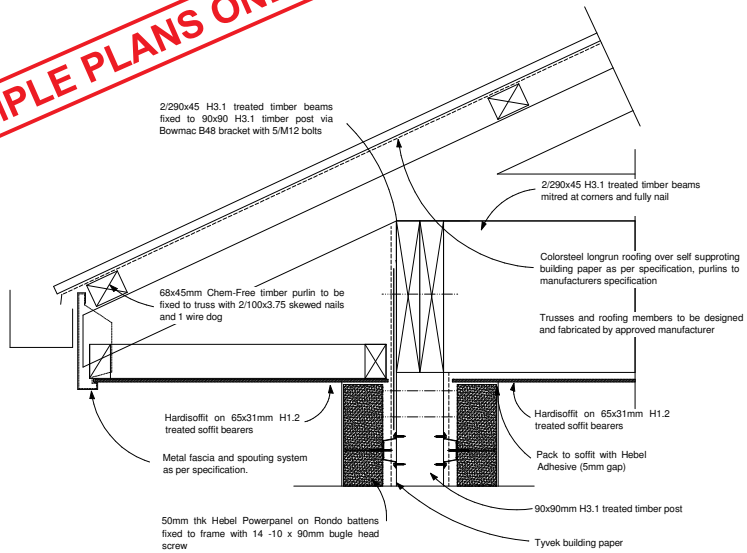 IPLE PLANS ON
2/290x45 H3.1 treated timber beams
fixed to 90x90 H3.1 timber post via
Bowmac B48 bracket with 5/M12 bolts
2/290x45 H3.1 treated timber beams
mitred at corners and fully nail
Colorsteel longrun roofing over self suproting
building paper as per specification, purlins to
manufacturers specification
68x45mm Chem-Free timber purlin to be
fixed to truss with 2/100x3.75 skewed nails
and 1 wire dog
Trusses and roofing members to be designed
and fabricated by approved manufacturer
Hardisoffit on 65x31mm H1.2
treated soffit bearers
Hardisoffit on 65x31mm H1.2
treated soffit bearers
Metal fascia and spouting system
as per specification.
Pack to soffit with Hebel
Adhesive (5mm gap)
90x90mm H3.1 treated timber post
50mm thk Hebel Powerpanel on Rondo battens
fixed to frame with 14 -10 x 90mm bugle head
screw
Tyvek building paper